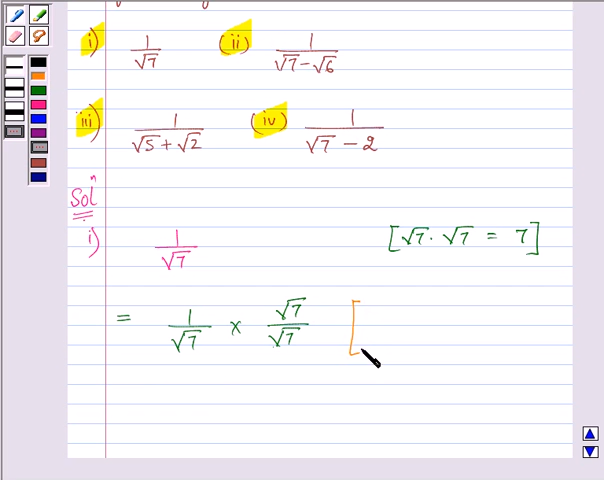 i) 1/√7 (ii) 1/(√7-√6)
iii) 1/(√5+√2) (iv) 1/(√7-2)
Solⁿ
i) 1/√7 [√7·√7 = 7]
= 1/√7 × √7/√7 [